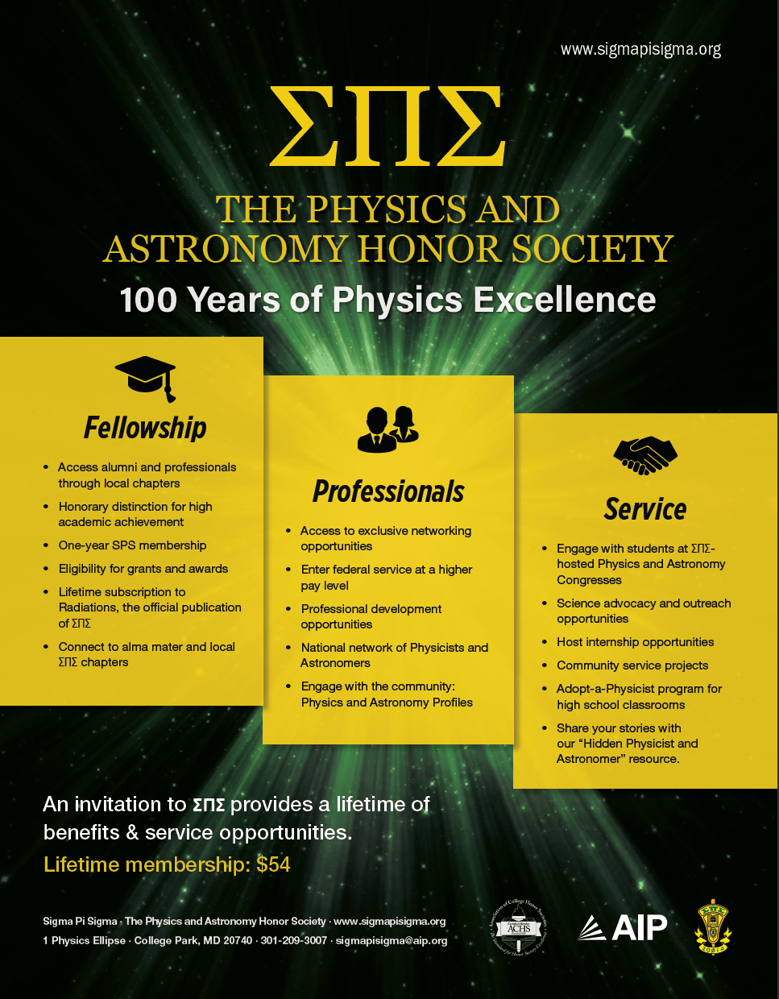 www.sigmapisigma.org
ΣΠΣ
THE PHYSICS AND
ASTRONOMY HONOR SOCIETY
100 Years of Physics Excellence
Fellowship
• Access alumni and professionals
through local chapters
• Honorary distinction for high
academic achievement
• One-year SPS membership
• Eligibility for grants and awards
• Lifetime subscription to
Radiations, the official publication
of ΣΠΣ
• Connect to alma mater and local
ΣΠΣ chapters
Professionals
• Access to exclusive networking
opportunities
• Enter federal service at a higher
pay level
• Professional development
opportunities
• National network of Physicists and
Astronomers
• Engage with the community:
Physics and Astronomy Profiles
Service
• Engage with students at ΣΠΣ-
hosted Physics and Astronomy
Congresses
• Science advocacy and outreach
opportunities
• Host internship opportunities
• Community service projects
• Adopt-a-Physicist program for
high school classrooms
• Share your stories with
our “Hidden Physicist and
Astronomer” resource.
An invitation to ΣΠΣ provides a lifetime of
benefits & service opportunities.
Lifetime membership: $54
Sigma Pi Sigma · The Physics and Astronomy Honor Society · www.sigmapisigma.org
1 Physics Ellipse · College Park, MD 20740 · 301-209-3007 · sigmapisigma@aip.org
Association of College Honor Societies
ACHS
AIP
ΣΠΣ